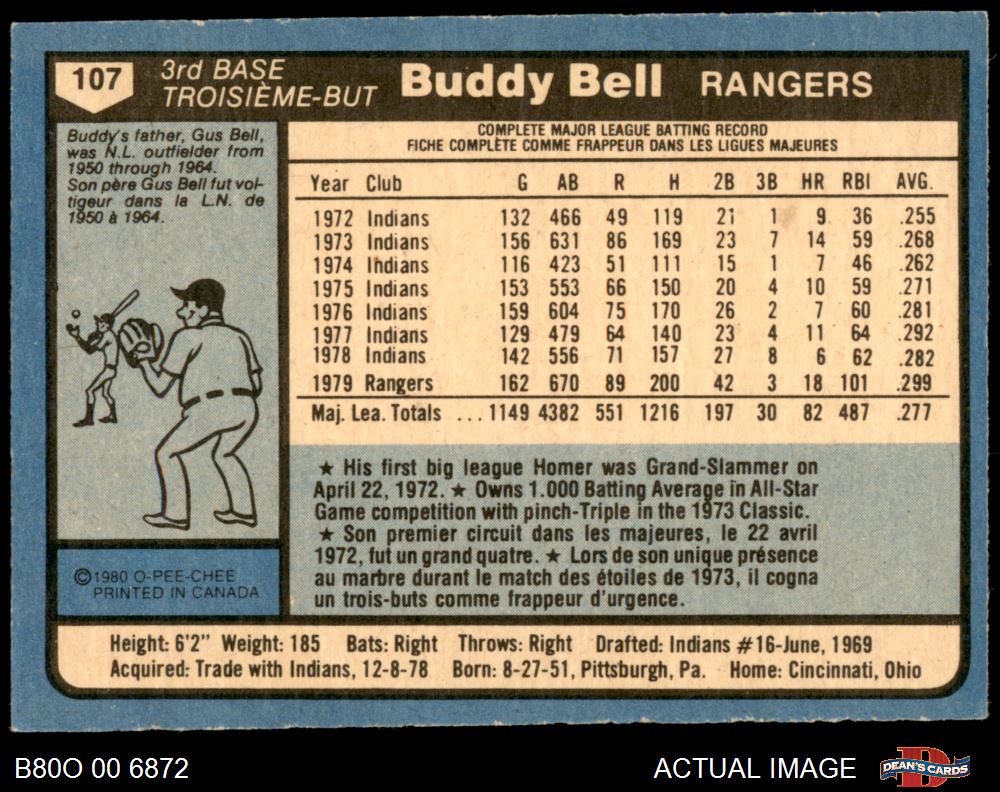 107
3rd BASE
TROISIÈME-BUT
Buddy Bell RANGERS
Buddy's father, Gus Bell,
was N.L. outfielder from
1950 through 1964.
Son père Gus Bell fut vol-
tigeur dans la L.N. de
1950 à 1964.
COMPLETE MAJOR LEAGUE BATTING RECORD
FICHE COMPLÈTE COMME FRAPPEUR DANS LES LIGUES MAJEURES
Year Club G AB R H 2B 3B HR RBI AVG.
1972 Indians 132 466 49 119 21 1 9 36 .255
1973 Indians 156 631 86 169 23 7 14 59 .268
1974 Indians 116 423 51 111 15 1 7 46 .262
1975 Indians 153 553 66 150 20 4 10 59 .271
1976 Indians 159 604 75 170 26 2 7 60 .281
1977 Indians 129 479 64 140 23 4 11 64 .292
1978 Indians 142 556 71 157 27 8 6 62 .282
1979 Rangers 162 670 89 200 42 3 18 101 .299
Maj. Lea. Totals ...1149 4382 551 1216 197 30 82 487 .277
★ His first big league Homer was Grand-Slammer on
April 22, 1972. ★ Owns 1.000 Batting Average in All-Star
Game competition with pinch-Triple in the 1973 Classic.
★ Son premier circuit dans les majeures, le 22 avril
1972, fut un grand quatre. ★ Lors de son unique présence
au marbre durant le match des étoiles de 1973, il cogna
un trois-buts comme frappeur d'urgence.
©1980 O-PEE-CHEE
PRINTED IN CANADA
Height: 6'2" Weight: 185 Bats: Right Throws: Right Drafted: Indians #16-June, 1969
Acquired: Trade with Indians, 12-8-78 Born: 8-27-51, Pittsburgh, Pa. Home: Cincinnati, Ohio
B80O 00 6872
ACTUAL IMAGE
D
DEAN'S CARDS